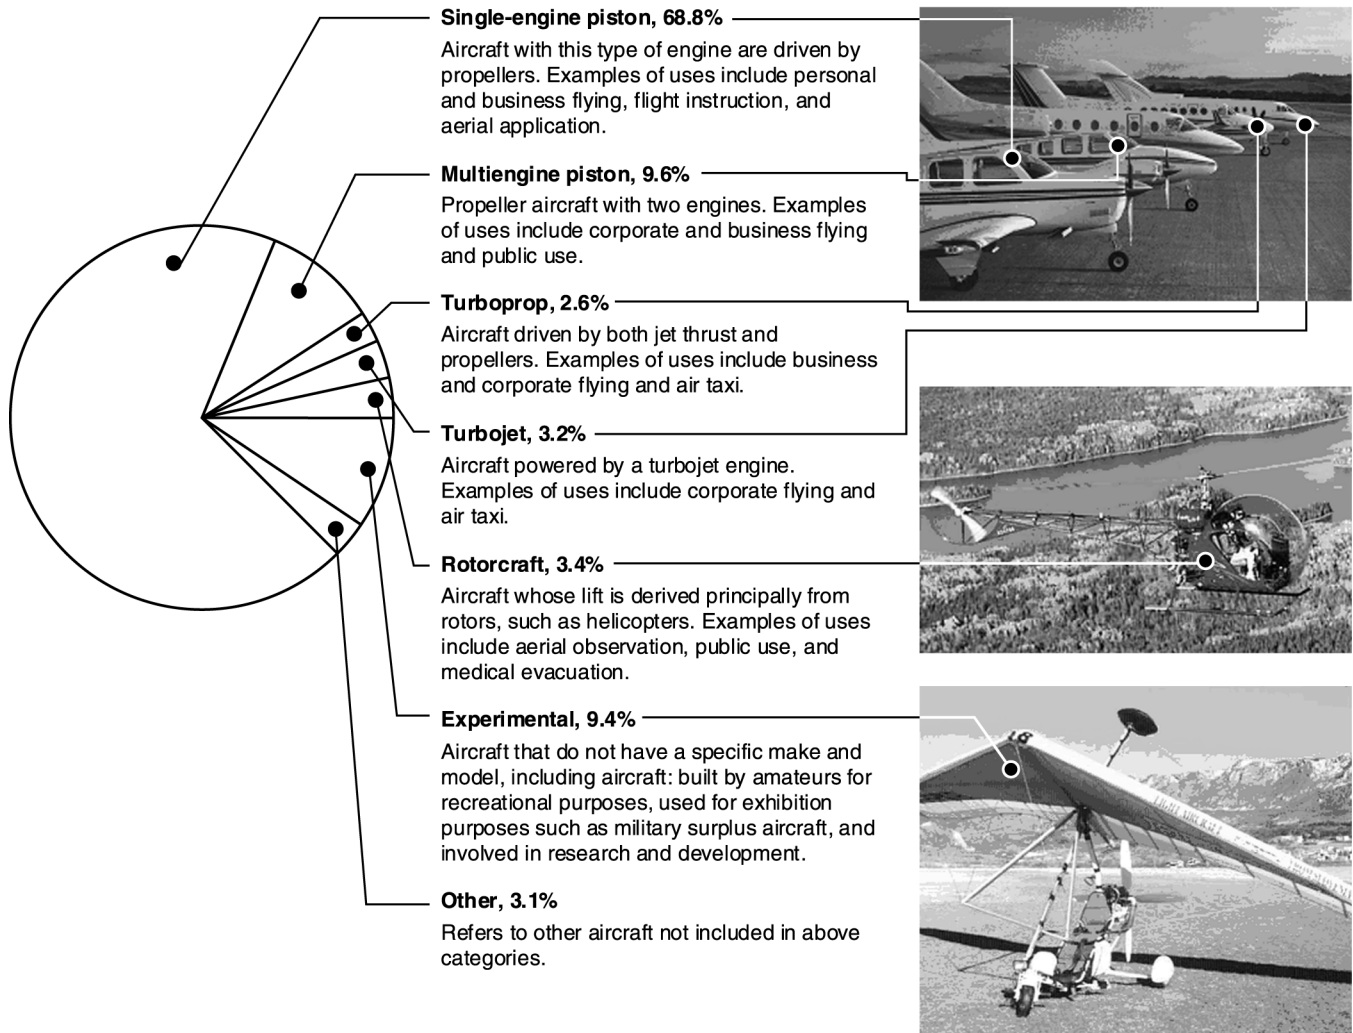 Single-engine piston, 68.8%
Aircraft with this type of engine are driven by
propellers. Examples of uses include personal
and business flying, flight instruction, and
aerial application.
Multiengine piston, 9.6%
Propeller aircraft with two engines. Examples
of uses include corporate and business flying
and public use.
Turboprop, 2.6%
Aircraft driven by both jet thrust and
propellers. Examples of uses include business
and corporate flying and air taxi.
Turbojet, 3.2%
Aircraft powered by a turbojet engine.
Examples of uses include corporate flying and
air taxi.
Rotorcraft, 3.4%
Aircraft whose lift is derived principally from
rotors, such as helicopters. Examples of uses
include aerial observation, public use, and
medical evacuation.
Experimental, 9.4%
Aircraft that do not have a specific make and
model, including aircraft: built by amateurs for
recreational purposes, used for exhibition
purposes such as military surplus aircraft, and
involved in research and development.
Other, 3.1%
Refers to other aircraft not included in above
categories.